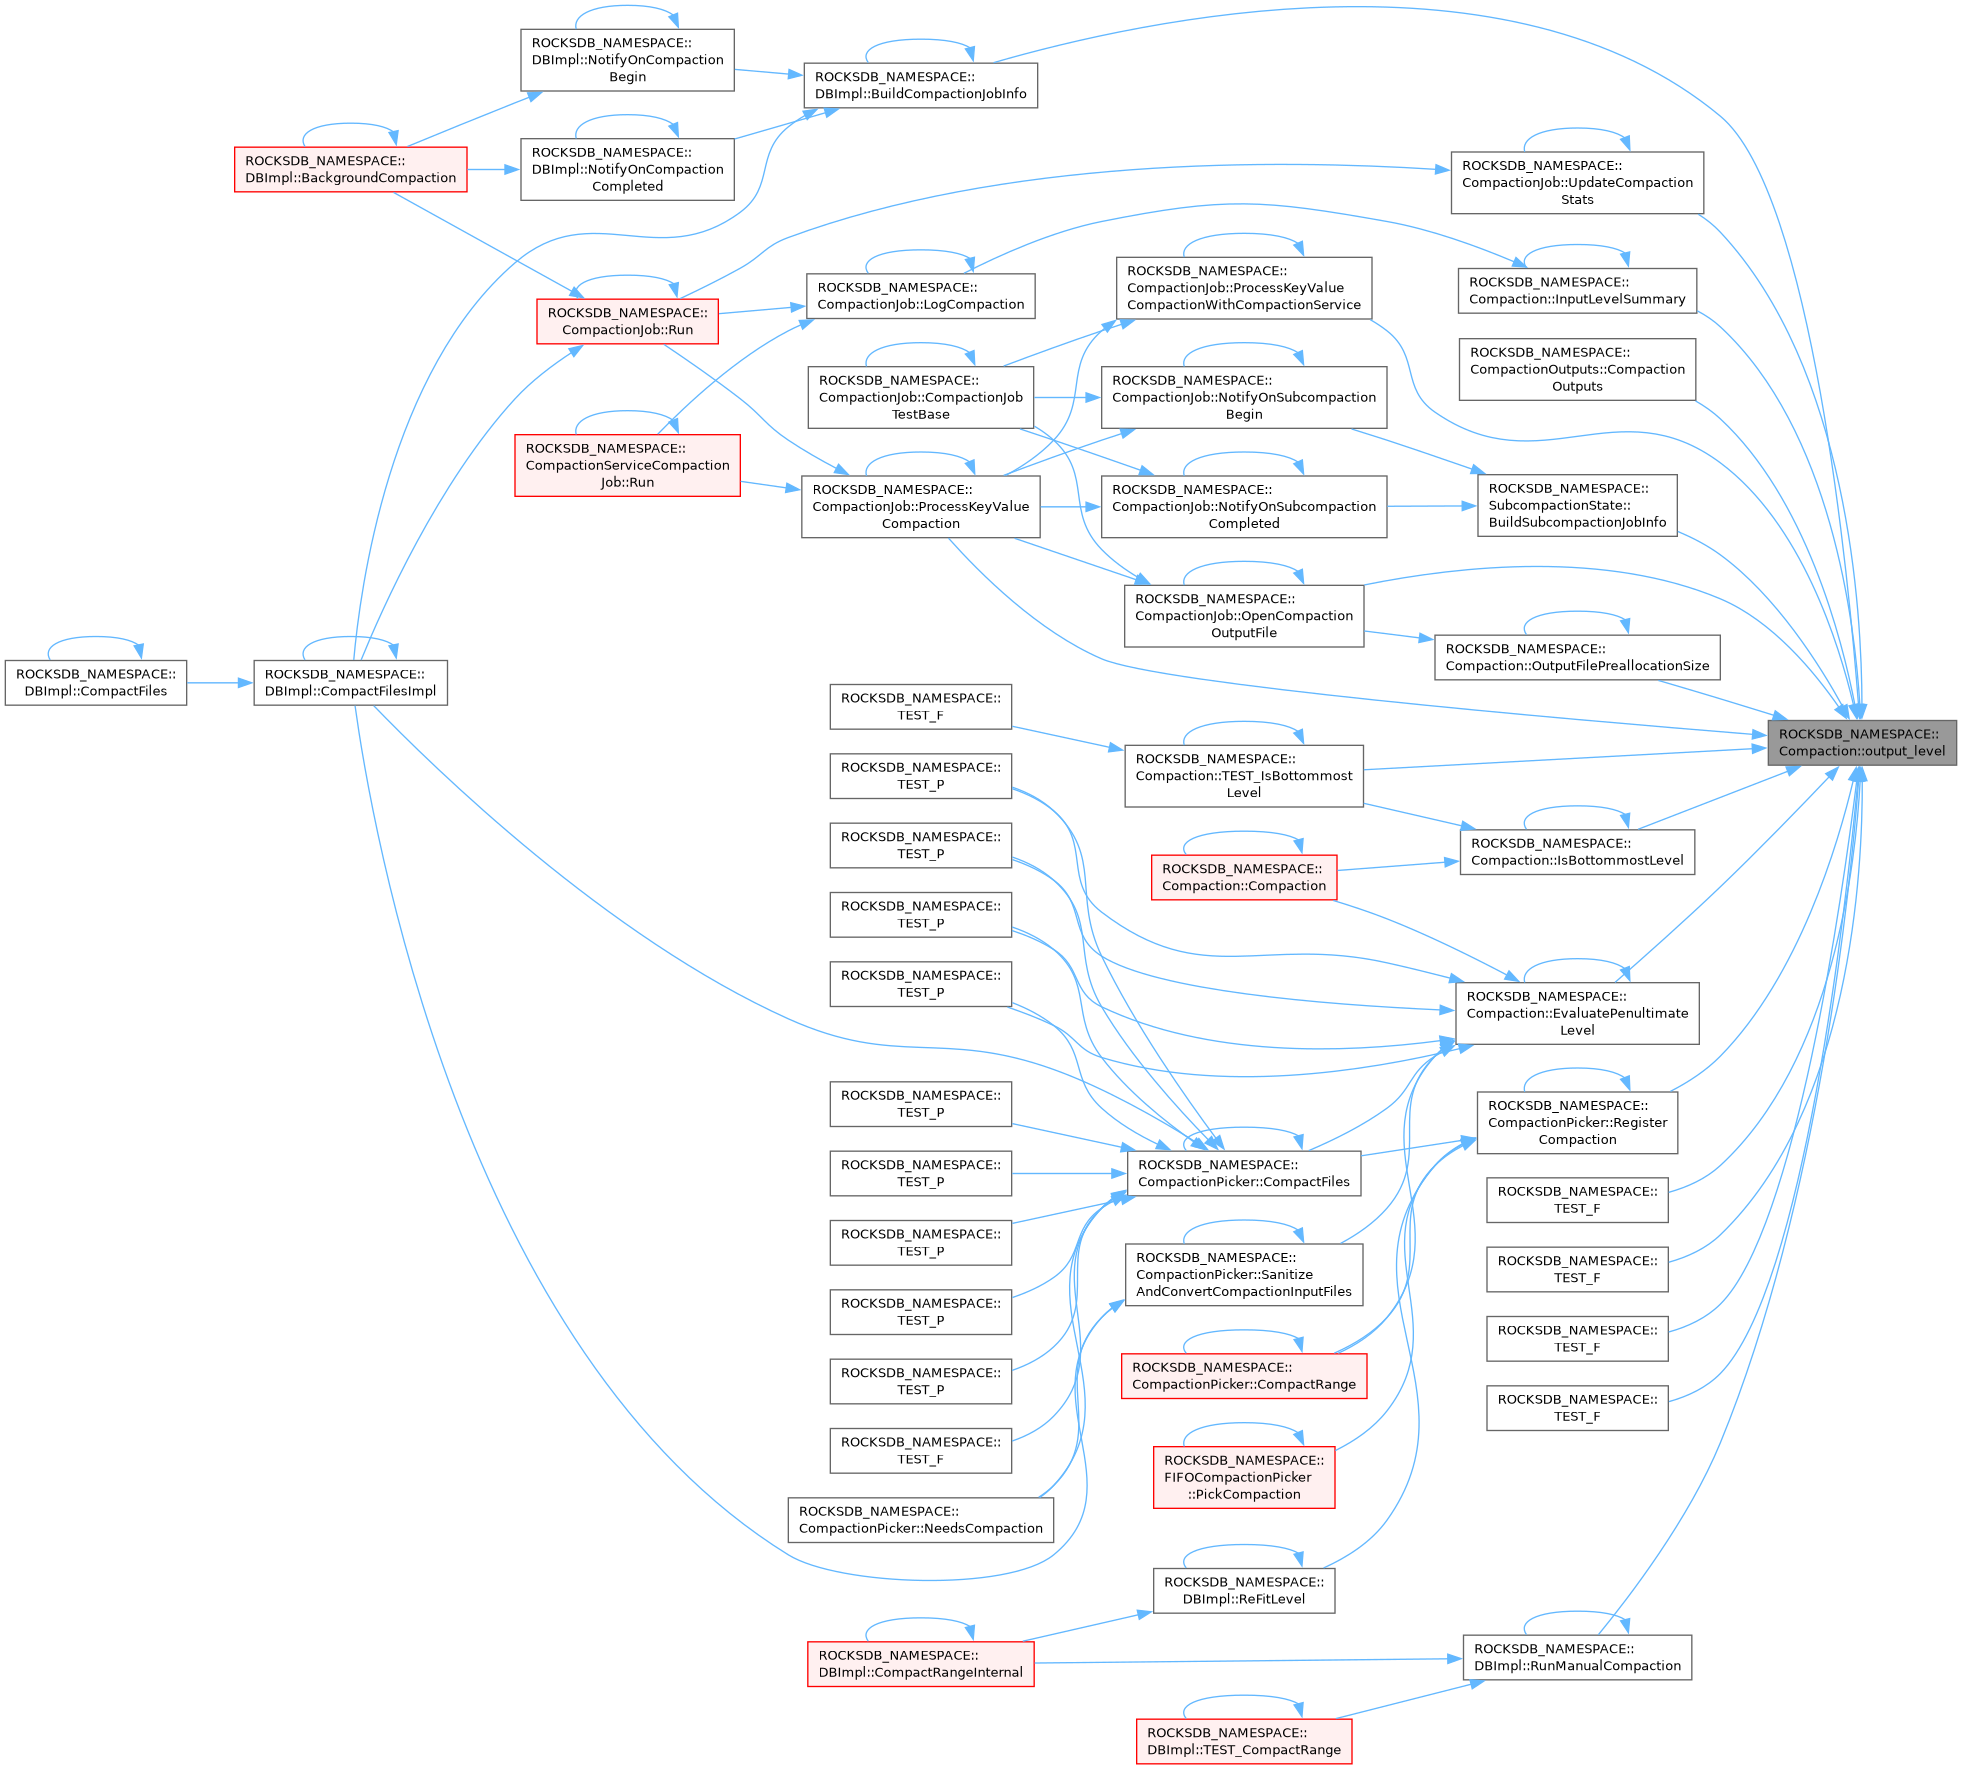 ROCKSDB_NAMESPACE::
DBImpl::NotifyOnCompaction
Begin
ROCKSDB_NAMESPACE::
DBImpl::BuildCompactionJobInfo
ROCKSDB_NAMESPACE::
DBImpl::BackgroundCompaction
ROCKSDB_NAMESPACE::
DBImpl::NotifyOnCompaction
Completed
ROCKSDB_NAMESPACE::
CompactionJob::UpdateCompaction
Stats
ROCKSDB_NAMESPACE::
CompactionJob::Run
ROCKSDB_NAMESPACE::
CompactionJob::LogCompaction
ROCKSDB_NAMESPACE::
CompactionJob::ProcessKeyValue
CompactionWithCompactionService
ROCKSDB_NAMESPACE::
Compaction::InputLevelSummary
ROCKSDB_NAMESPACE::
CompactionJob::CompactionJob
TestBase
ROCKSDB_NAMESPACE::
CompactionJob::NotifyOnSubcompaction
Begin
ROCKSDB_NAMESPACE::
CompactionOutputs::Compaction
Outputs
ROCKSDB_NAMESPACE::
CompactionServiceCompaction
Job::Run
ROCKSDB_NAMESPACE::
CompactionJob::ProcessKeyValue
Compaction
ROCKSDB_NAMESPACE::
CompactionJob::NotifyOnSubcompaction
Completed
ROCKSDB_NAMESPACE::
SubcompactionState::
BuildSubcompactionJobInfo
ROCKSDB_NAMESPACE::
CompactionJob::OpenCompaction
OutputFile
ROCKSDB_NAMESPACE::
Compaction::OutputFilePreallocationSize
ROCKSDB_NAMESPACE::
DBImpl::CompactFiles
ROCKSDB_NAMESPACE::
DBImpl::CompactFilesImpl
ROCKSDB_NAMESPACE::
TEST_F
ROCKSDB_NAMESPACE::
Compaction::TEST_IsBottommost
Level
ROCKSDB_NAMESPACE::
Compaction::output_level
ROCKSDB_NAMESPACE::
TEST_P
ROCKSDB_NAMESPACE::
TEST_P
ROCKSDB_NAMESPACE::
Compaction::Compaction
ROCKSDB_NAMESPACE::
Compaction::IsBottommostLevel
ROCKSDB_NAMESPACE::
TEST_P
ROCKSDB_NAMESPACE::
TEST_P
ROCKSDB_NAMESPACE::
Compaction::EvaluatePenultimate
Level
ROCKSDB_NAMESPACE::
TEST_P
ROCKSDB_NAMESPACE::
CompactionPicker::Register
Compaction
ROCKSDB_NAMESPACE::
TEST_P
ROCKSDB_NAMESPACE::
CompactionPicker::CompactFiles
ROCKSDB_NAMESPACE::
TEST_F
ROCKSDB_NAMESPACE::
TEST_P
ROCKSDB_NAMESPACE::
CompactionPicker::Sanitize
AndConvertCompactionInputFiles
ROCKSDB_NAMESPACE::
TEST_F
ROCKSDB_NAMESPACE::
TEST_P
ROCKSDB_NAMESPACE::
TEST_F
ROCKSDB_NAMESPACE::
TEST_P
ROCKSDB_NAMESPACE::
CompactionPicker::CompactRange
ROCKSDB_NAMESPACE::
TEST_F
ROCKSDB_NAMESPACE::
TEST_F
ROCKSDB_NAMESPACE::
FIFOCompactionPicker
::PickCompaction
ROCKSDB_NAMESPACE::
CompactionPicker::NeedsCompaction
ROCKSDB_NAMESPACE::
DBImpl::ReFitLevel
ROCKSDB_NAMESPACE::
DBImpl::CompactRangeInternal
ROCKSDB_NAMESPACE::
DBImpl::RunManualCompaction
ROCKSDB_NAMESPACE::
DBImpl::TEST_CompactRange